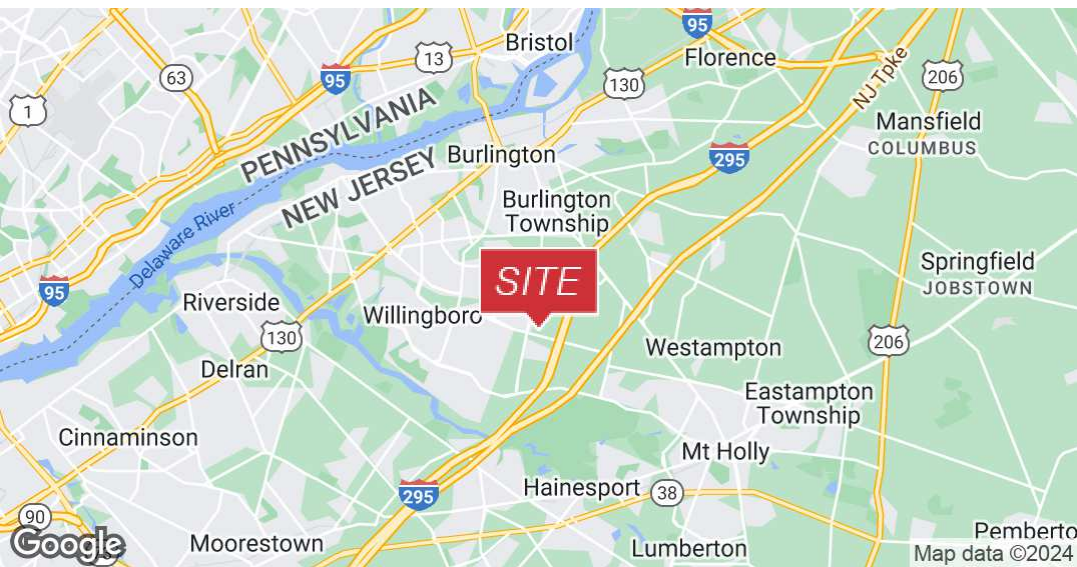 95
Bristol
13
Florence
63
95
130
206
NJ Tpke
1
PENNSYLVANIA
Mansfield
COLUMBUS
Burlington
295
NEW JERSEY
Burlington
Township
Delaware River
SITE
Springfield
JOBSTOWN
95
Riverside
Willingboro
130
206
Westampton
Delran
Eastampton
Township
Cinnaminson
Mt Holly
295
Hainesport
38
90
Google
Moorestown
Lumberton
Pemberto
Map data ©2024